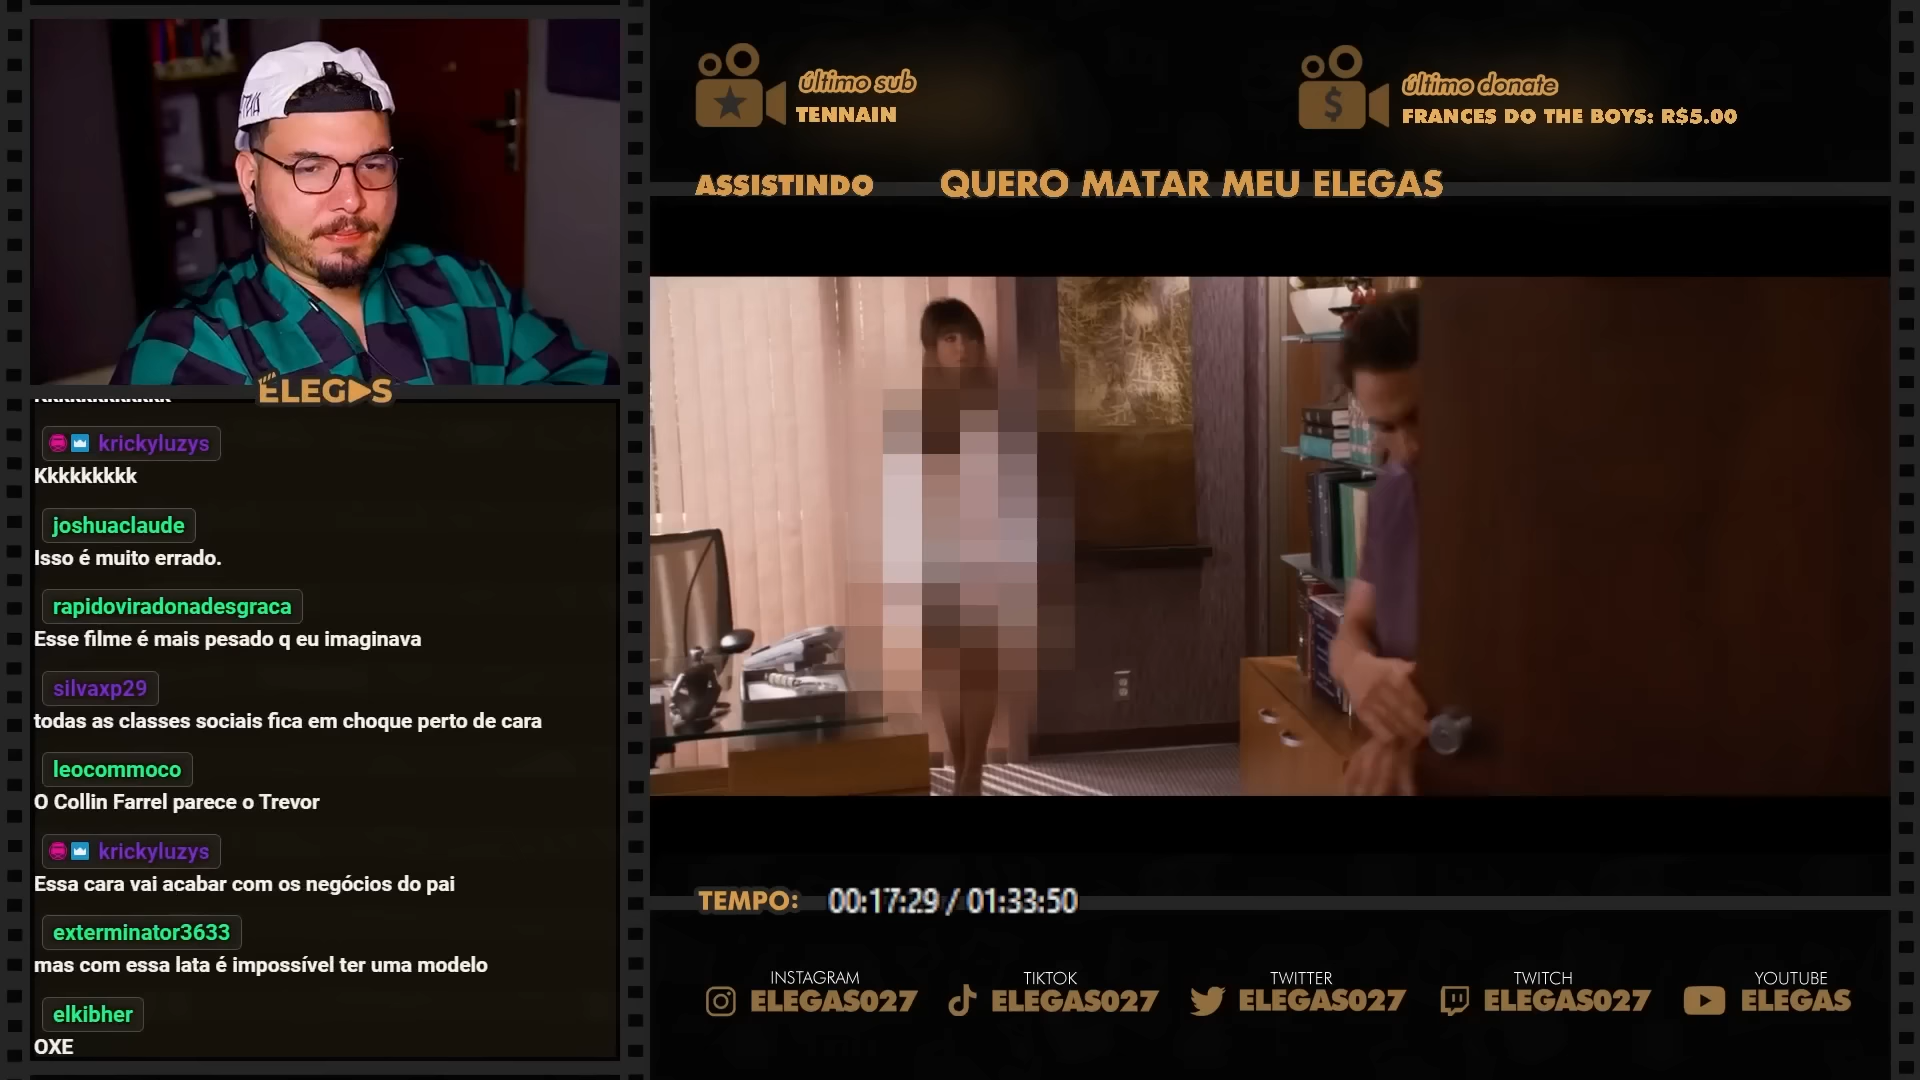 último sub
TENNAIN
último donate
FRANCES DO THE BOYS: R$5.00
ASSISTINDO
QUERO MATAR MEU ELEGAS
ELEGAS
krickyluzys
Kkkkkkkkk
joshuaclaude
Isso é muito errado.
rapidoviradonadesgraca
Esse filme é mais pesado q eu imaginava
silvaxp29
todas as classes sociais fica em choque perto de cara
leocommoco
O Collin Farrel parece o Trevor
krickyluzys
Essa cara vai acabar com os negócios do pai
exterminator3633
mas com essa lata é impossível ter uma modelo
elkibher
OXE
TEMPO: 00:17:29 / 01:33:50
INSTAGRAM
ELEGAS027
TIKTOK
ELEGAS027
TWITTER
ELEGAS027
TWITCH
ELEGAS027
YOUTUBE
ELEGAS